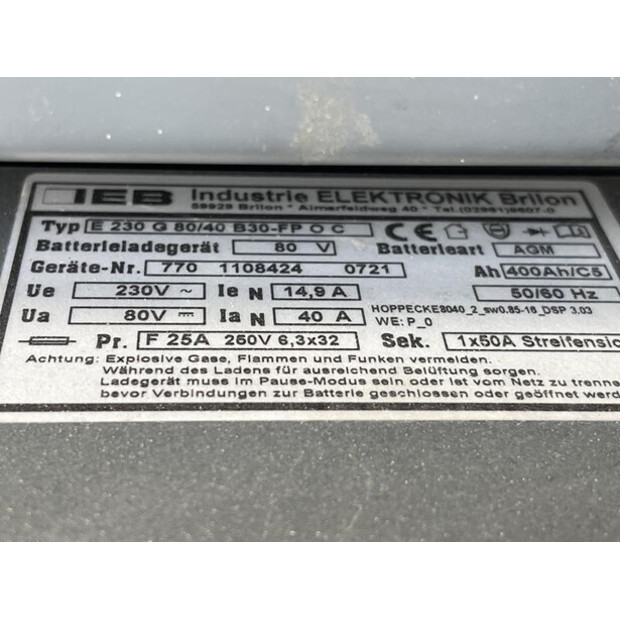 IEB Industrie ELEKTRONIK Brilon
59929 Brilon * Almerfeldweg 40 * Tel.(02961)9607-0
Typ E 230 G 80/40 B30-FP O C CE
Batterieladegerät 80 V Batterieart AGM
Geräte-Nr. 770 1108424 0721 Ah 400Ah/C5
Ue 230V ~ Ie N 14,9 A 50/60 Hz
Ua 80V Ia N 40 A HOPPECKE8040_2_sw0.85-16_DSP 3.03
WE: P_0
Pr. F 25A 250V 6,3x32 Sek. 1x50A Streifensic
Achtung: Explosive Gase, Flammen und Funken vermeiden.
Während des Ladens für ausreichend Belüftung sorgen.
Ladegerät muss im Pause-Modus sein oder ist vom Netz zu trenne
bevor Verbindungen zur Batterie geschlossen oder geöffnet werd